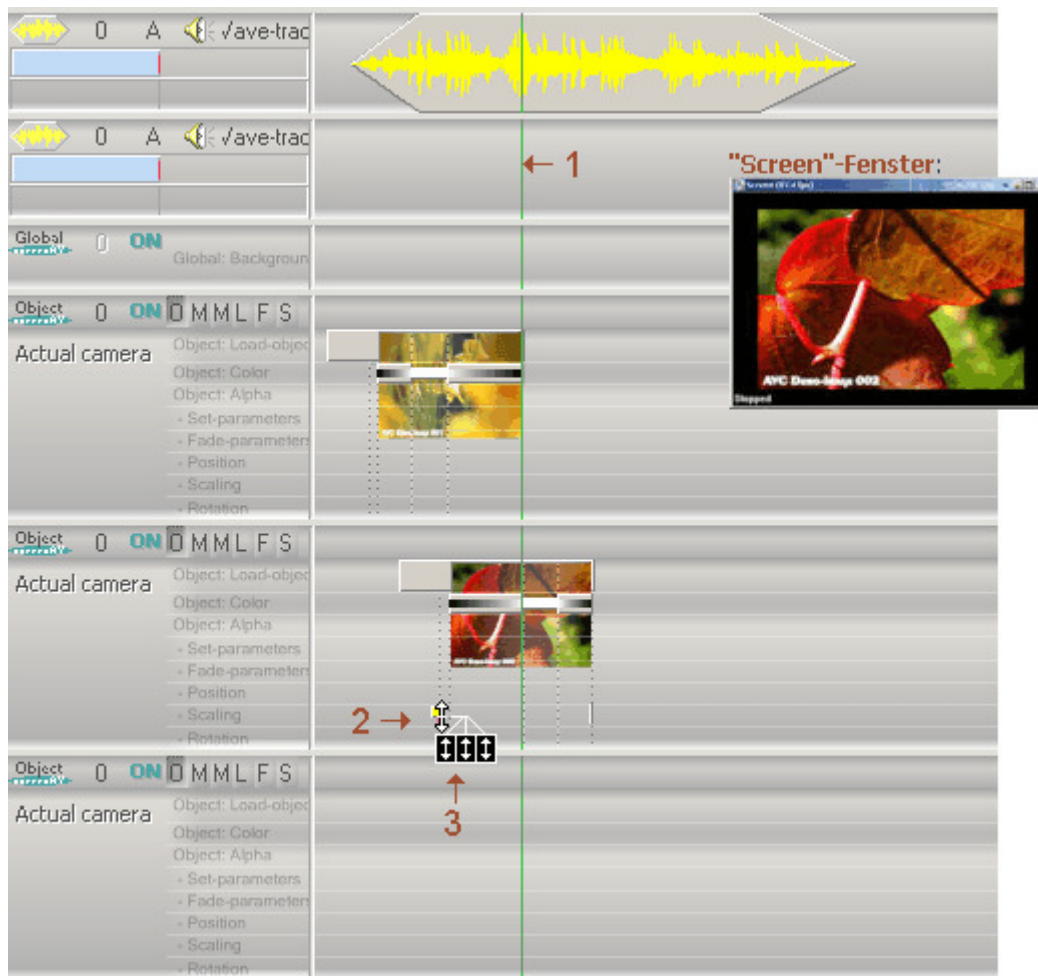 0 A √ave-trac
0 A √ave-trac
1
"Screen"-Fenster:
Global 0 ON
Global: Backgroun
AYC Demo-Image 002
Stopped
Object 0 ON O M M L F S
Actual camera
Object: Load-objec
Object: Color
Object: Alpha
- Set-parameters
- Fade-parameters
- Position
- Scaling
- Rotation
Object 0 ON O M M L F S
Actual camera
Object: Load-objec
Object: Color
Object: Alpha
- Set-parameters
- Fade-parameters
- Position
- Scaling
- Rotation
2
3
Object 0 ON O M M L F S
Actual camera
Object: Load-objec
Object: Color
Object: Alpha
- Set-parameters
- Fade-parameters
- Position
- Scaling
- Rotation